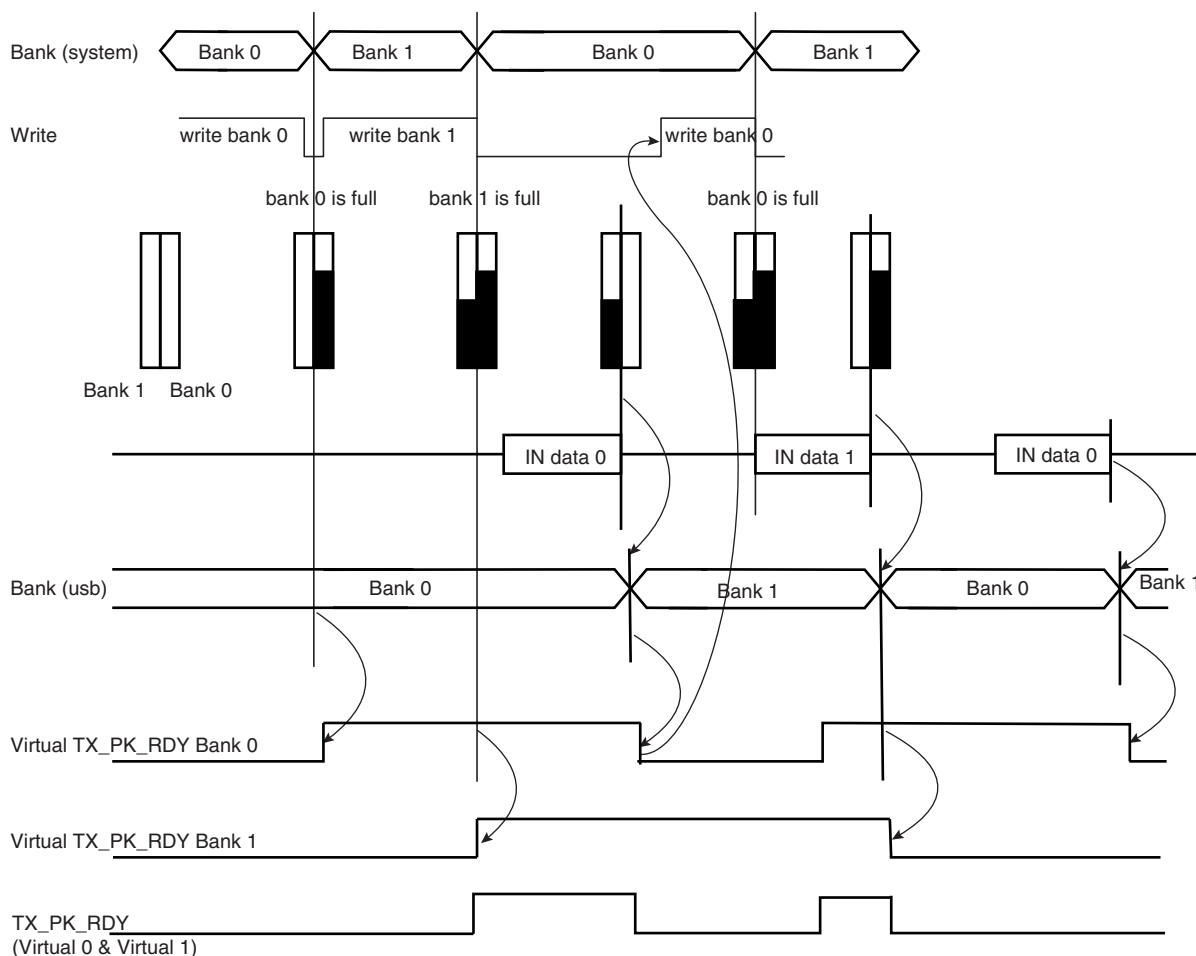 Bank (system)
Bank 0
Bank 1
Bank 0
Bank 1
Write
write bank 0
write bank 1
write bank 0
bank 0 is full
bank 1 is full
bank 0 is full
Bank 1
Bank 0
IN data 0
IN data 1
IN data 0
Bank (usb)
Bank 0
Bank 1
Bank 0
Bank 1
Virtual TX_PK_RDY Bank 0
Virtual TX_PK_RDY Bank 1
TX_PK_RDY
(Virtual 0 & Virtual 1)